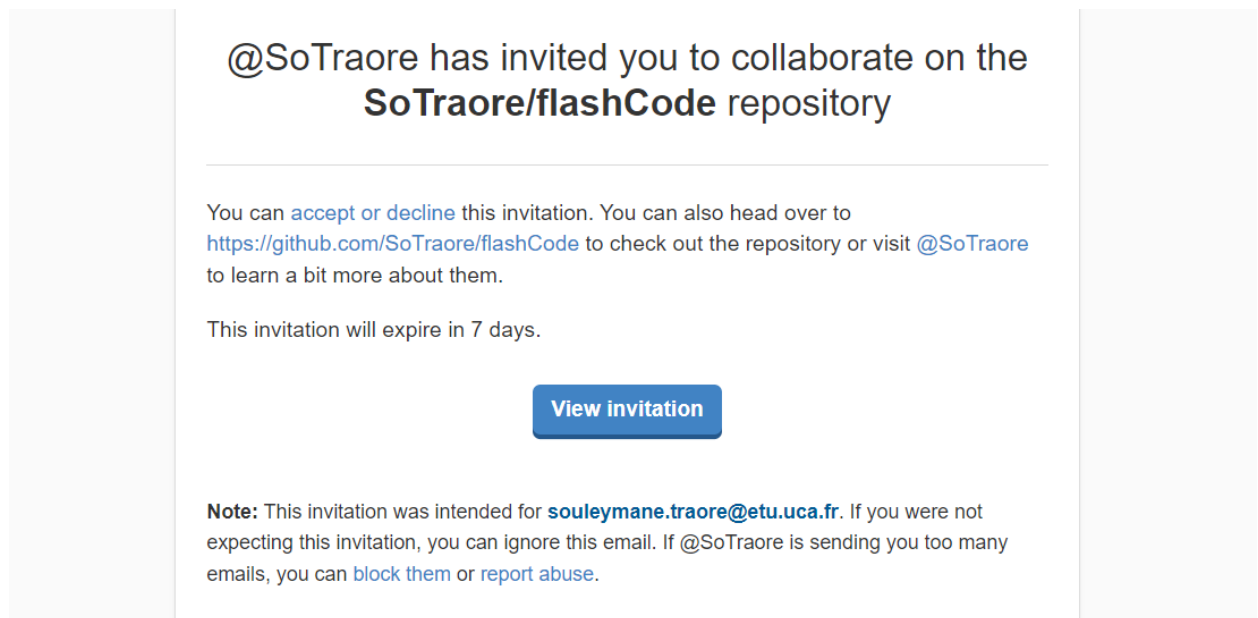 @SoTraore has invited you to collaborate on the
SoTraore/flashCode repository
You can accept or decline this invitation. You can also head over to
https://github.com/SoTraore/flashCode to check out the repository or visit @SoTraore
to learn a bit more about them.
This invitation will expire in 7 days.
View invitation
Note: This invitation was intended for souleymane.traore@etu.uca.fr. If you were not
expecting this invitation, you can ignore this email. If @SoTraore is sending you too many
emails, you can block them or report abuse.